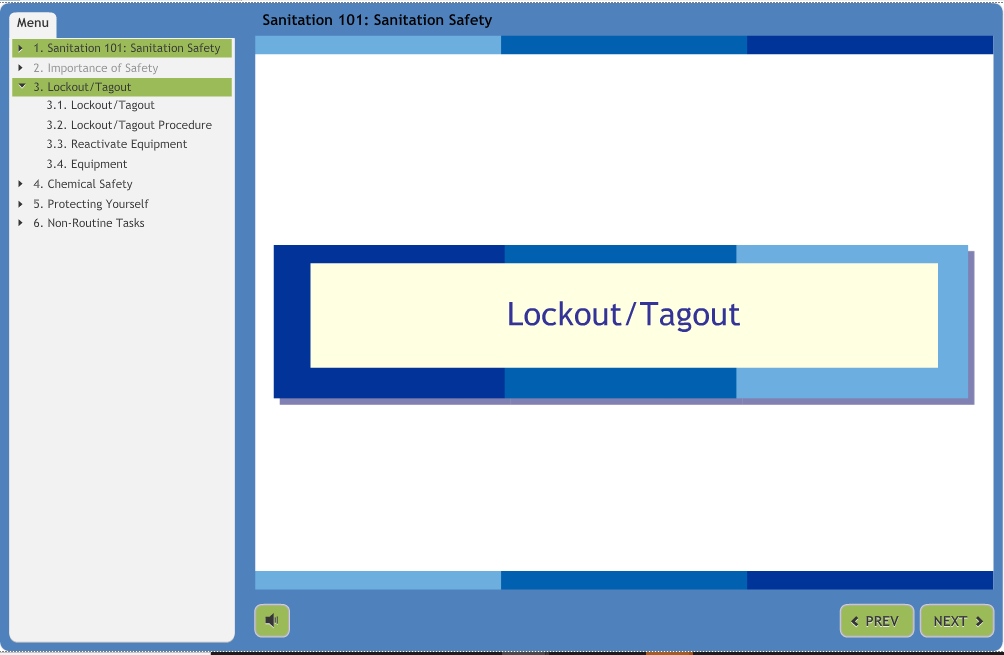 Menu
1. Sanitation 101: Sanitation Safety
2. Importance of Safety
3. Lockout/Tagout
3.1. Lockout/Tagout
3.2. Lockout/Tagout Procedure
3.3. Reactivate Equipment
3.4. Equipment
4. Chemical Safety
5. Protecting Yourself
6. Non-Routine Tasks
Sanitation 101: Sanitation Safety
Lockout/Tagout
PREV
NEXT